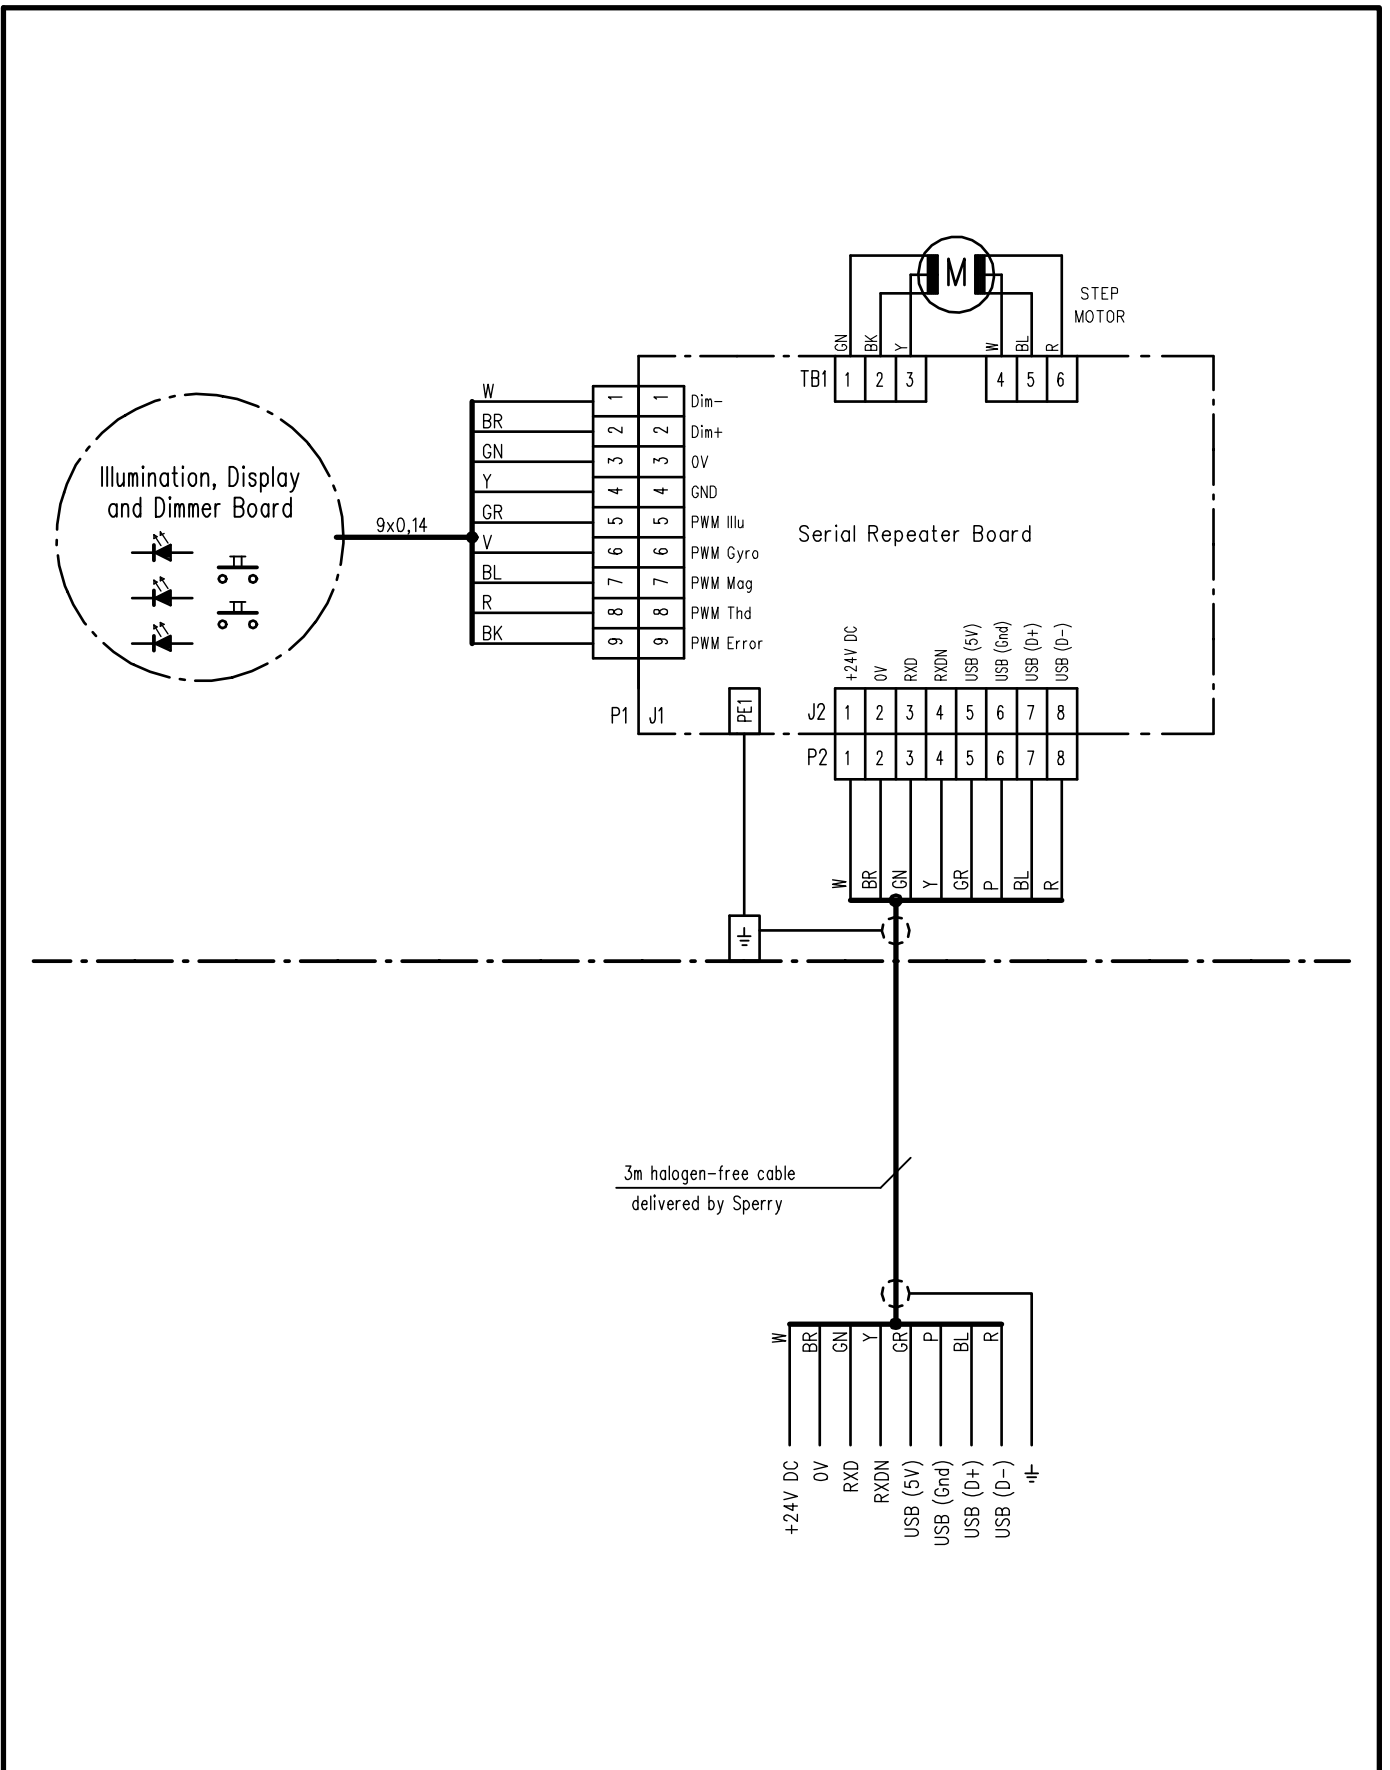 M
STEP
MOTOR
GN
BK
Y
W
BL
R
TB1 1 2 3 4 5 6
W 1 1 Dim-
BR 2 2 Dim+
GN 3 3 0V
Y 4 4 GND
GR 5 5 PWM Illu
V 6 6 PWM Gyro
BL 7 7 PWM Mag
R 8 8 PWM Thd
BK 9 9 PWM Error
Illumination, Display
and Dimmer Board
9x0,14
Serial Repeater Board
P1 J1
PE1
+24V DC
0V
RXD
RXDN
USB (5V)
USB (Gnd)
USB (D+)
USB (D-)
J2 1 2 3 4 5 6 7 8
P2 1 2 3 4 5 6 7 8
W
BR
GN
Y
GR
P
BL
R
3m halogen-free cable
delivered by Sperry
W
BR
GN
Y
GR
P
BL
R
+24V DC
0V
RXD
RXDN
USB (5V)
USB (Gnd)
USB (D+)
USB (D-)